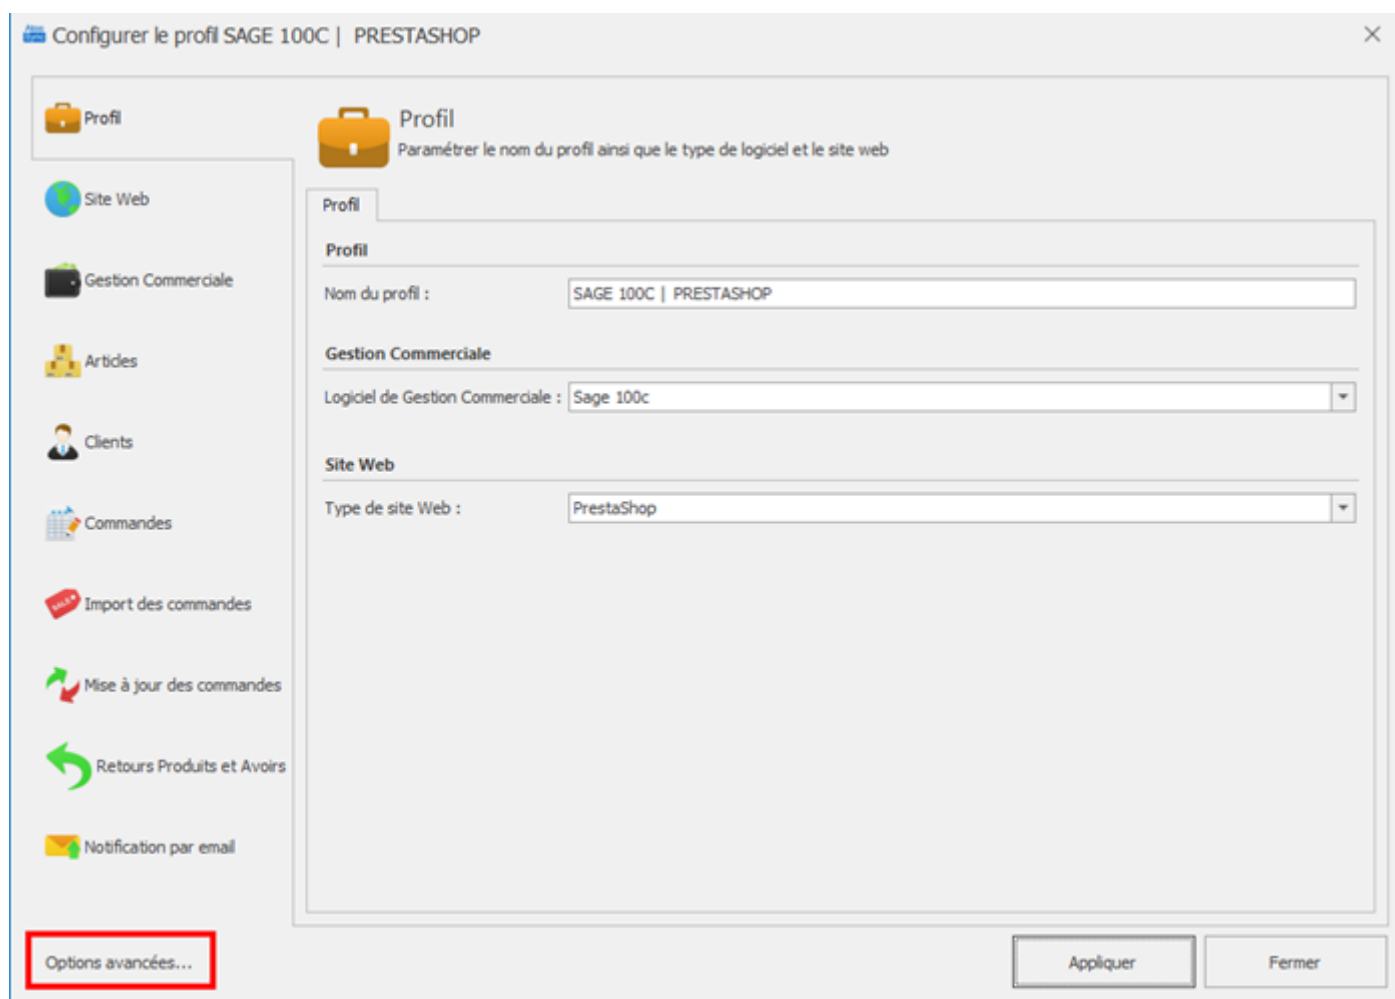 Configurer le profil SAGE 100C | PRESTASHOP
Profil
Site Web
Gestion Commerciale
Articles
Clients
Commandes
Import des commandes
Mise à jour des commandes
Retours Produits et Avoirs
Notification par email
Options avancées...
Profil
Paramétrer le nom du profil ainsi que le type de logiciel et le site web
Profil
Profil
Nom du profil : SAGE 100C | PRESTASHOP
Gestion Commerciale
Logiciel de Gestion Commerciale : Sage 100c
Site Web
Type de site Web : PrestaShop
Appliquer Fermer